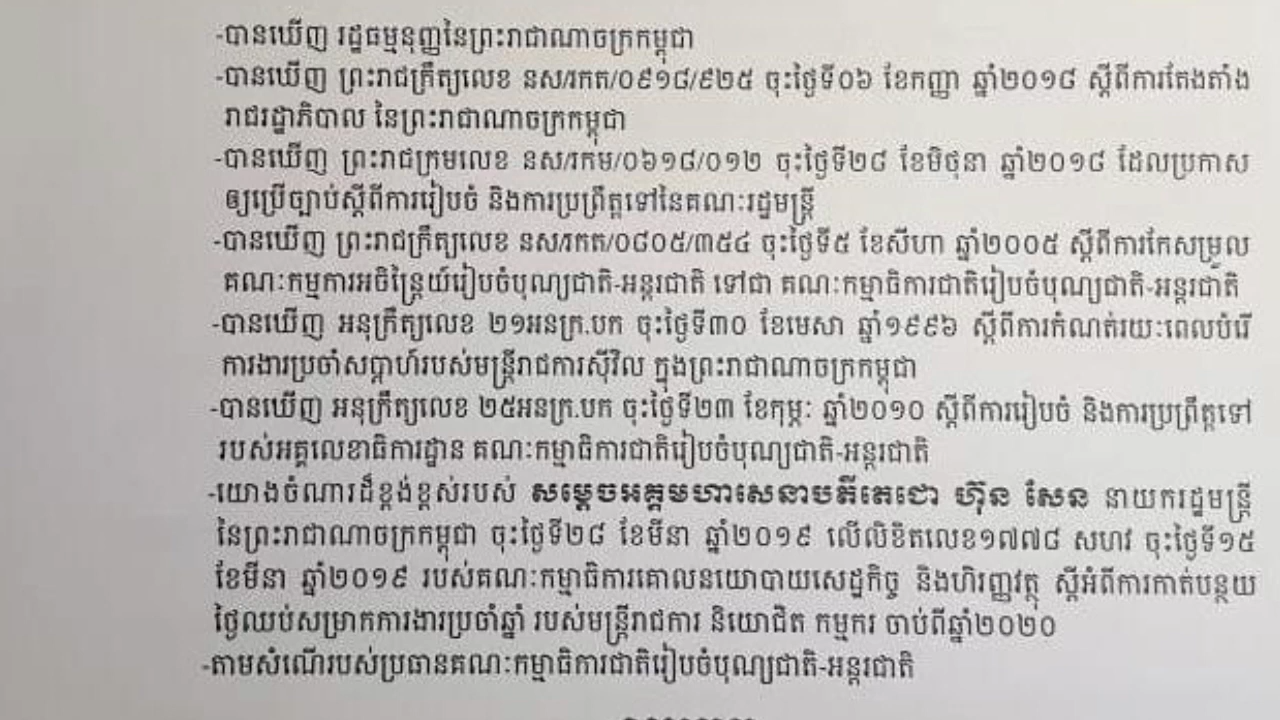 -បានឃើញ រដ្ឋធម្មនុញ្ញនៃព្រះរាជាណាចក្រកម្ពុជា
-បានឃើញ ព្រះរាជក្រឹត្យលេខ នស/រកត/០៩១៨/៩២៥ ចុះថ្ងៃទី០៦ ខែកញ្ញា ឆ្នាំ២០១៨ ស្តីពីការតែងតាំង
រាជរដ្ឋាភិបាល នៃព្រះរាជាណាចក្រកម្ពុជា
-បានឃើញ ព្រះរាជក្រមលេខ នស/រកម/០៦១៨/០១២ ចុះថ្ងៃទី២៨ ខែមិថុនា ឆ្នាំ២០១៨ ដែលប្រកាស
ឲ្យប្រើច្បាប់ស្តីពីការរៀបចំ និងការប្រព្រឹត្តទៅនៃគណៈរដ្ឋមន្ត្រី
-បានឃើញ ព្រះរាជក្រឹត្យលេខ នស/រកត/០៨០៥/៣៥៤ ចុះថ្ងៃទី៥ ខែសីហា ឆ្នាំ២០០៥ ស្តីពីការកែសម្រួល
គណៈកម្មការអចិន្ត្រៃយ៍រៀបចំបុណ្យជាតិ-អន្តរជាតិ ទៅជា គណៈកម្មាធិការជាតិរៀបចំបុណ្យជាតិ-អន្តរជាតិ
-បានឃើញ អនុក្រឹត្យលេខ ២១អនក្រ.បក ចុះថ្ងៃទី៣០ ខែមេសា ឆ្នាំ១៩៩៦ ស្តីពីការកំណត់រយៈពេលបំរើ
ការងារប្រចាំសប្តាហ៍របស់មន្ត្រីរាជការស៊ីវិល ក្នុងព្រះរាជាណាចក្រកម្ពុជា
-បានឃើញ អនុក្រឹត្យលេខ ២៥អនក្រ.បក ចុះថ្ងៃទី២៣ ខែកុម្ភៈ ឆ្នាំ២០១០ ស្តីពីការរៀបចំ និងការប្រព្រឹត្តទៅ
របស់អគ្គលេខាធិការដ្ឋាន គណៈកម្មាធិការជាតិរៀបចំបុណ្យជាតិ-អន្តរជាតិ
-យោងចំណារដ៏ខ្ពង់ខ្ពស់របស់ សម្តេចអគ្គមហាសេនាបតីតេជោ ហ៊ុន សែន នាយករដ្ឋមន្ត្រី
នៃព្រះរាជាណាចក្រកម្ពុជា ចុះថ្ងៃទី២៨ ខែមីនា ឆ្នាំ២០១៩ លើលិខិតលេខ១៧៧៨ សហវ ចុះថ្ងៃទី១៥
ខែមីនា ឆ្នាំ២០១៩ របស់គណៈកម្មាធិការគោលនយោបាយសេដ្ឋកិច្ច និងហិរញ្ញវត្ថុ ស្តីអំពីការកាត់បន្ថយ
ថ្ងៃឈប់សម្រាកការងារប្រចាំឆ្នាំ របស់មន្ត្រីរាជការ និយោជិត កម្មករ ចាប់ពីឆ្នាំ២០២០
-តាមសំណើរបស់ប្រធានគណៈកម្មាធិការជាតិរៀបចំបុណ្យជាតិ-អន្តរជាតិ